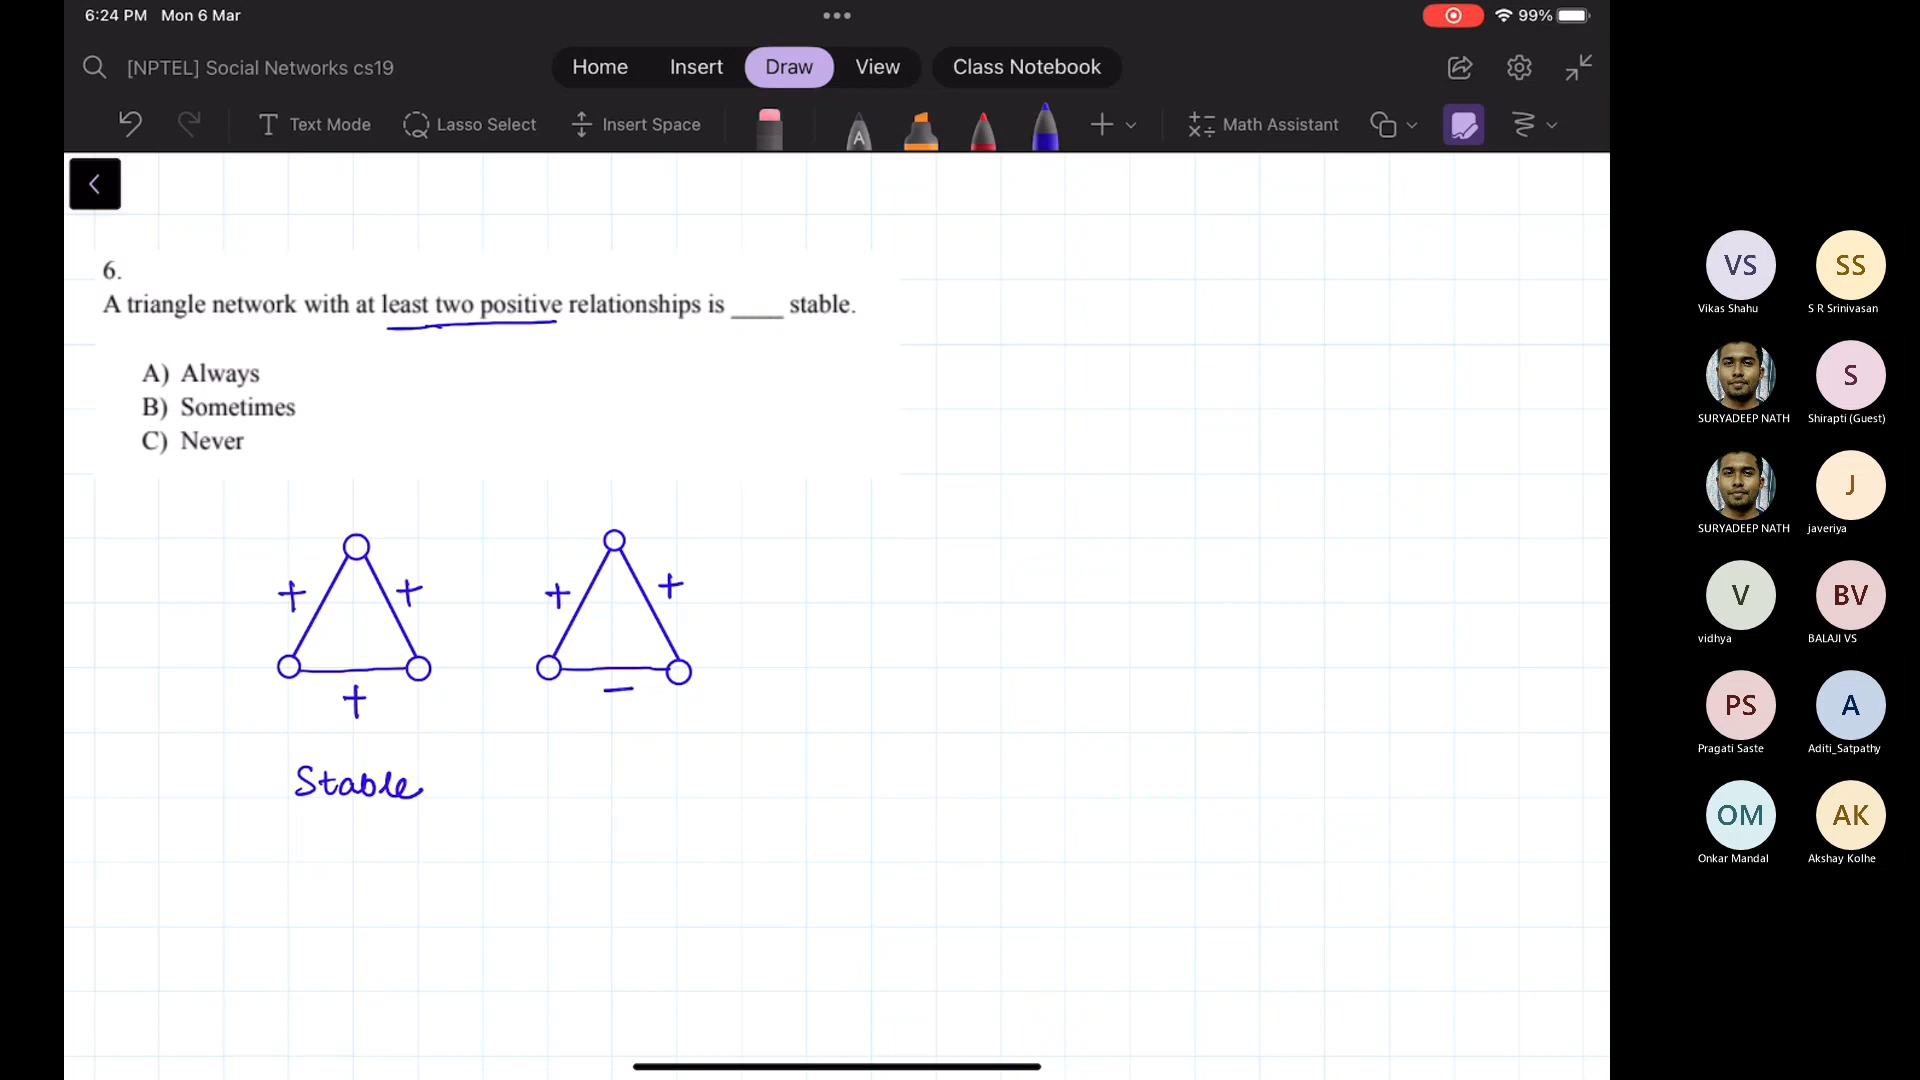 6:24 PM Mon 6 Mar
99%
[NPTEL] Social Networks cs19
Home Insert Draw View Class Notebook
Text Mode Lasso Select Insert Space A Math Assistant
6.
A triangle network with at least two positive relationships is ____ stable.
A) Always
B) Sometimes
C) Never
+ + +
+ + −
Stable
VS SS
Vikas Shahu S R Srinivasan
S
SURYADEEP NATH Shirapti (Guest)
J
SURYADEEP NATH javeriya
V BV
vidhya BALAJI VS
PS A
Pragati Saste Aditi_Satpathy
OM AK
Onkar Mandal Akshay Kolhe